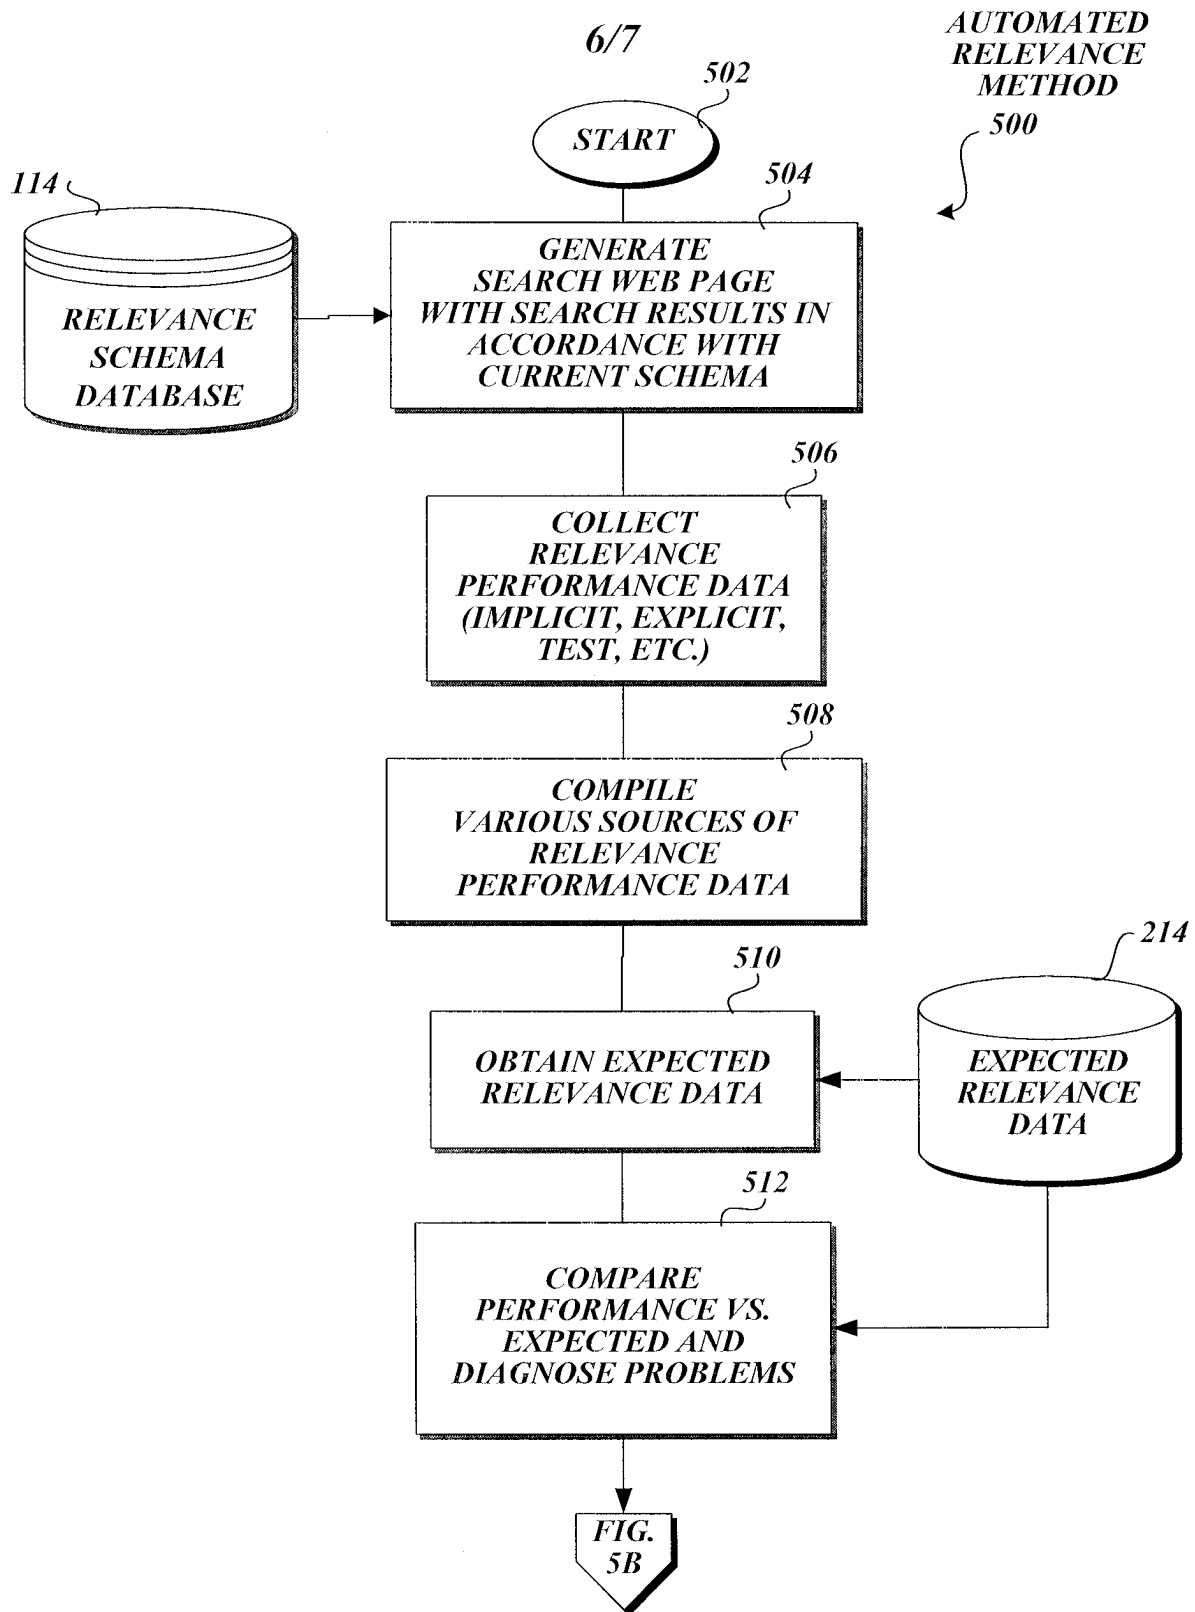 6/7
AUTOMATED
RELEVANCE
METHOD
500
502
START
114
RELEVANCE
SCHEMA
DATABASE
504
GENERATE
SEARCH WEB PAGE
WITH SEARCH RESULTS IN
ACCORDANCE WITH
CURRENT SCHEMA
506
COLLECT
RELEVANCE
PERFORMANCE DATA
(IMPLICIT, EXPLICIT,
TEST, ETC.)
508
COMPILE
VARIOUS SOURCES OF
RELEVANCE
PERFORMANCE DATA
510
OBTAIN EXPECTED
RELEVANCE DATA
214
EXPECTED
RELEVANCE
DATA
512
COMPARE
PERFORMANCE VS.
EXPECTED AND
DIAGNOSE PROBLEMS
FIG.
5B